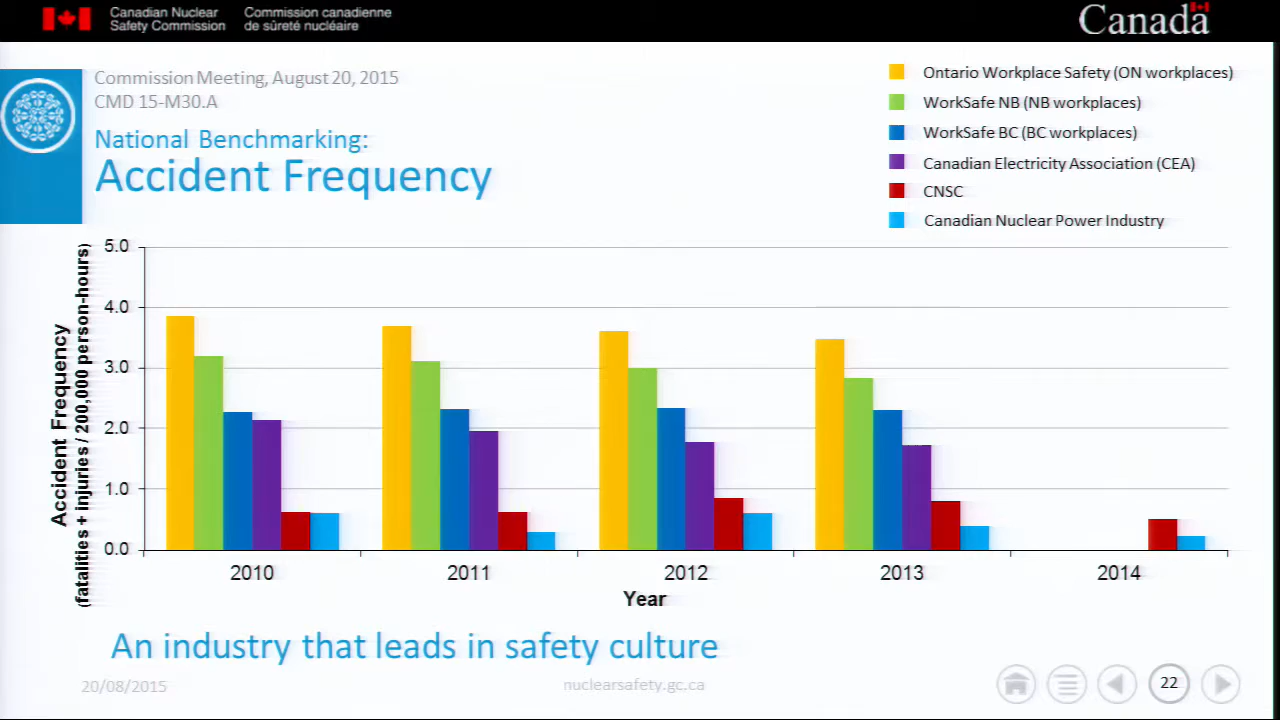 Canadian Nuclear
Safety Commission
Commission canadienne
de sûreté nucléaire
Canada
Commission Meeting, August 20, 2015
CMD 15-M30.A
National Benchmarking:
Accident Frequency
Ontario Workplace Safety (ON workplaces)
WorkSafe NB (NB workplaces)
WorkSafe BC (BC workplaces)
Canadian Electricity Association (CEA)
CNSC
Canadian Nuclear Power Industry
Accident Frequency
(fatalities + injuries / 200,000 person-hours)
5.0
4.0
3.0
2.0
1.0
0.0
2010 2011 2012 2013 2014
Year
An industry that leads in safety culture
20/08/2015
nuclearsafety.gc.ca
22